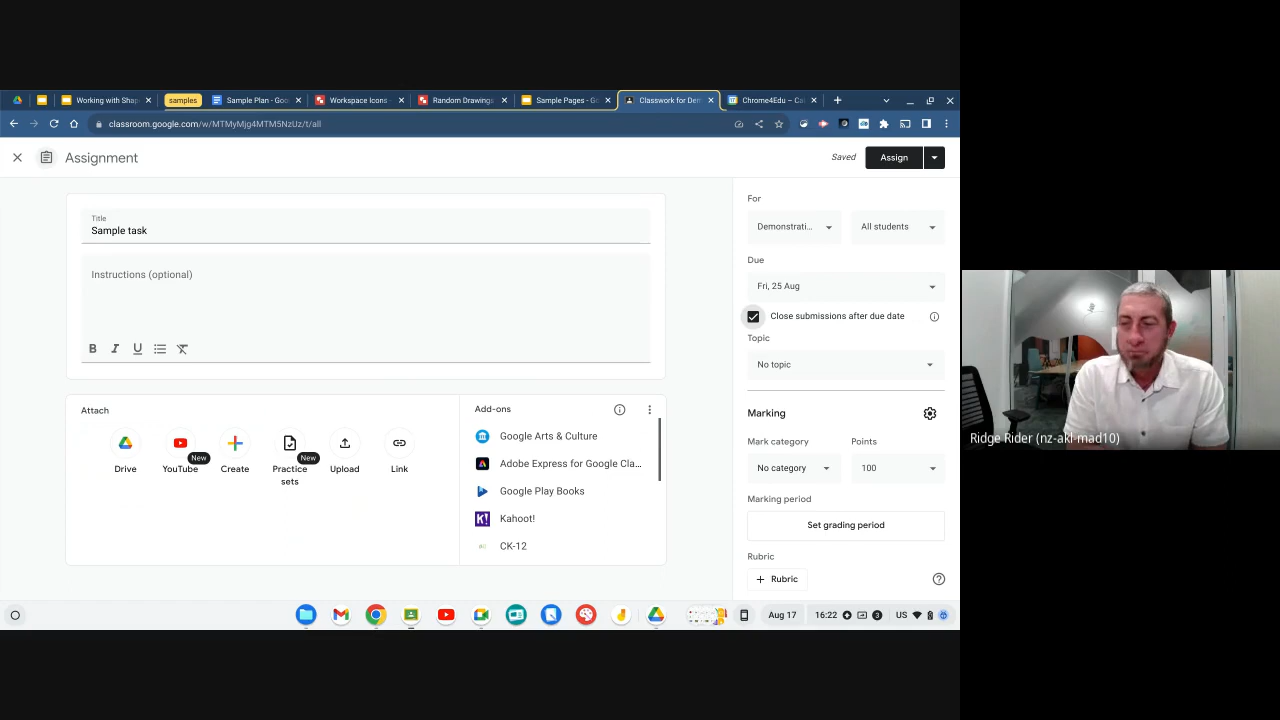 samples
Working with Shap
Sample Plan - Goo
Workspace Icons -
Random Drawings
Sample Pages - Go
Classwork for Dem
Chrome4Edu – Ca
classroom.google.com/w/MTMyMjg4MTM5NzUz/t/all
Assignment
Saved
Assign
Title
Sample task
Instructions (optional)
B I U
For
Demonstrati...
All students
Due
Fri, 25 Aug
Close submissions after due date
Topic
No topic
Marking
Mark category
Points
No category
100
Marking period
Set grading period
Rubric
+ Rubric
Attach
Drive
YouTube
New
Create
Practice
sets
New
Upload
Link
Add-ons
Google Arts & Culture
Adobe Express for Google Cla...
Google Play Books
Kahoot!
K!
CK-12
Aug 17
16:22
3
US
Ridge Rider (nz-akl-mad10)